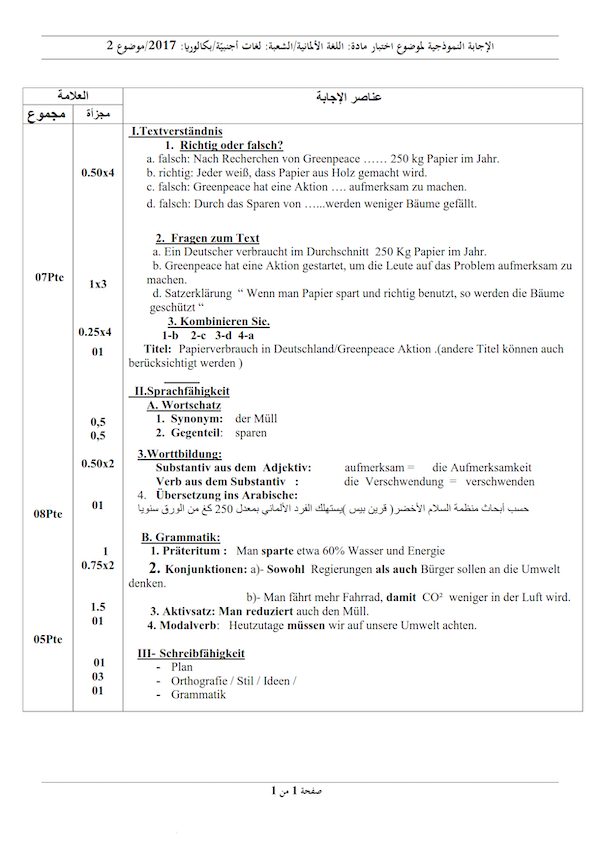 الإجابة النموذجية لموضوع اختبار مادة: اللغة الألمانية/الشعبة: لغات أجنبيّة/بكالوريا: 2017/موضوع 2
العلامة
عناصر الإجابة
مجموع
مجزأة
I.Textverständnis
1. Richtig oder falsch?
a. falsch: Nach Recherchen von Greenpeace …… 250 kg Papier im Jahr.
0.50x4
b. richtig: Jeder weiß, dass Papier aus Holz gemacht wird.
c. falsch: Greenpeace hat eine Aktion …. aufmerksam zu machen.
d. falsch: Durch das Sparen von …...werden weniger Bäume gefällt.
2. Fragen zum Text
a. Ein Deutscher verbraucht im Durchschnitt 250 Kg Papier im Jahr.
b. Greenpeace hat eine Aktion gestartet, um die Leute auf das Problem aufmerksam zu
07Pte
1x3
machen.
d. Satzerklärung “ Wenn man Papier spart und richtig benutzt, so werden die Bäume
geschützt “
3. Kombinieren Sie.
0.25x4
1-b 2-c 3-d 4-a
01
Titel: Papierverbrauch in Deutschland/Greenpeace Aktion .(andere Titel können auch
berücksichtigt werden )
II.Sprachfähigkeit
A. Wortschatz
0,5
1. Synonym: der Müll
0,5
2. Gegenteil: sparen
3.Worttbildung:
0.50x2
Substantiv aus dem Adjektiv: aufmerksam = die Aufmerksamkeit
Verb aus dem Substantiv : die Verschwendung = verschwenden
4. Übersetzung ins Arabische:
01
حسب أبحاث منظمة السلام الأخضر( قرين بيس )يستهلك الفرد الألماني بمعدل 250 كغ من الورق سنويا
08Pte
B. Grammatik:
1
1. Präteritum : Man sparte etwa 60% Wasser und Energie
0.75x2
2. Konjunktionen: a)- Sowohl Regierungen als auch Bürger sollen an die Umwelt
denken.
b)- Man fährt mehr Fahrrad, damit CO² weniger in der Luft wird.
1.5
3. Aktivsatz: Man reduziert auch den Müll.
01
4. Modalverb: Heutzutage müssen wir auf unsere Umwelt achten.
05Pte
III- Schreibfähigkeit
01
- Plan
03
- Orthografie / Stil / Ideen /
01
- Grammatik
صفحة 1 من 1